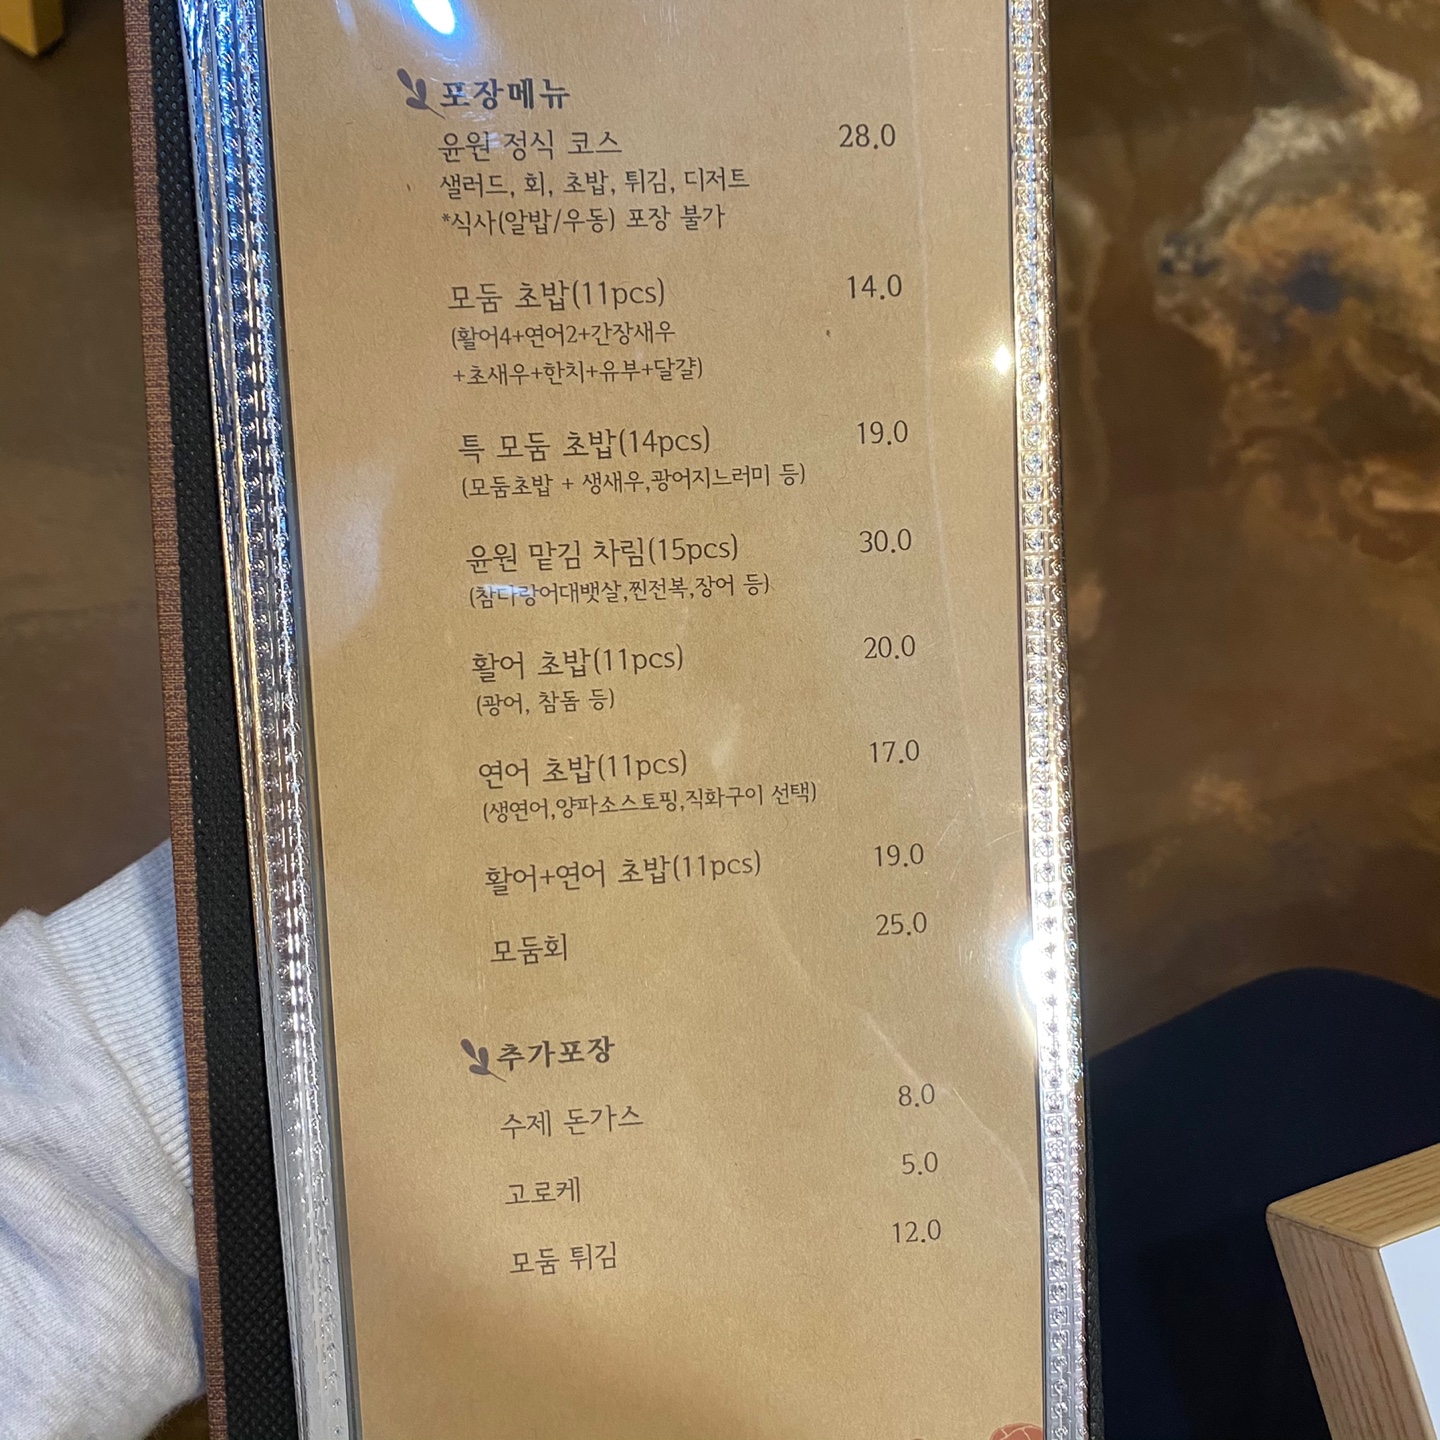 포장메뉴
윤원 정식 코스 28.0
샐러드, 회, 초밥, 튀김, 디저트
*식사(알밥/우동) 포장 불가
모둠 초밥(11pcs) 14.0
(활어4+연어2+간장새우
+초새우+한치+유부+달걀)
특 모둠 초밥(14pcs) 19.0
(모둠초밥 + 생새우,광어지느러미 등)
윤원 맡김 차림(15pcs) 30.0
(참다랑어대뱃살,찐전복,장어 등)
활어 초밥(11pcs) 20.0
(광어, 참돔 등)
연어 초밥(11pcs) 17.0
(생연어,양파소스토핑,직화구이 선택)
활어+연어 초밥(11pcs) 19.0
모둠회 25.0
추가포장
수제 돈가스 8.0
고로케 5.0
모둠 튀김 12.0